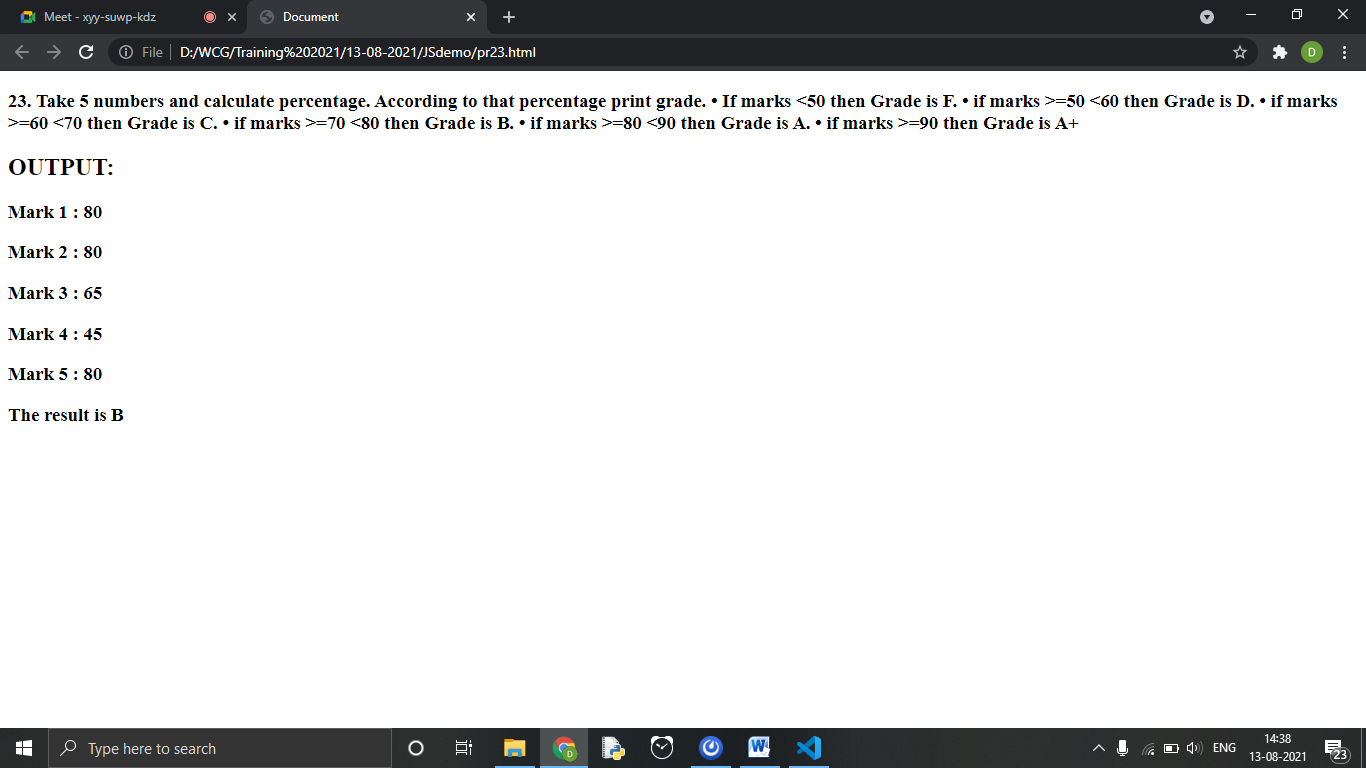 Meet - xyy-suwp-kdz
Document
File
D:/WCG/Training%202021/13-08-2021/JSdemo/pr23.html
D
23. Take 5 numbers and calculate percentage. According to that percentage print grade. • If marks <50 then Grade is F. • if marks >=50 <60 then Grade is D. • if marks
>=60 <70 then Grade is C. • if marks >=70 <80 then Grade is B. • if marks >=80 <90 then Grade is A. • if marks >=90 then Grade is A+
OUTPUT:
Mark 1 : 80
Mark 2 : 80
Mark 3 : 65
Mark 4 : 45
Mark 5 : 80
The result is B
Type here to search
D
W
ENG
14:38
13-08-2021
23